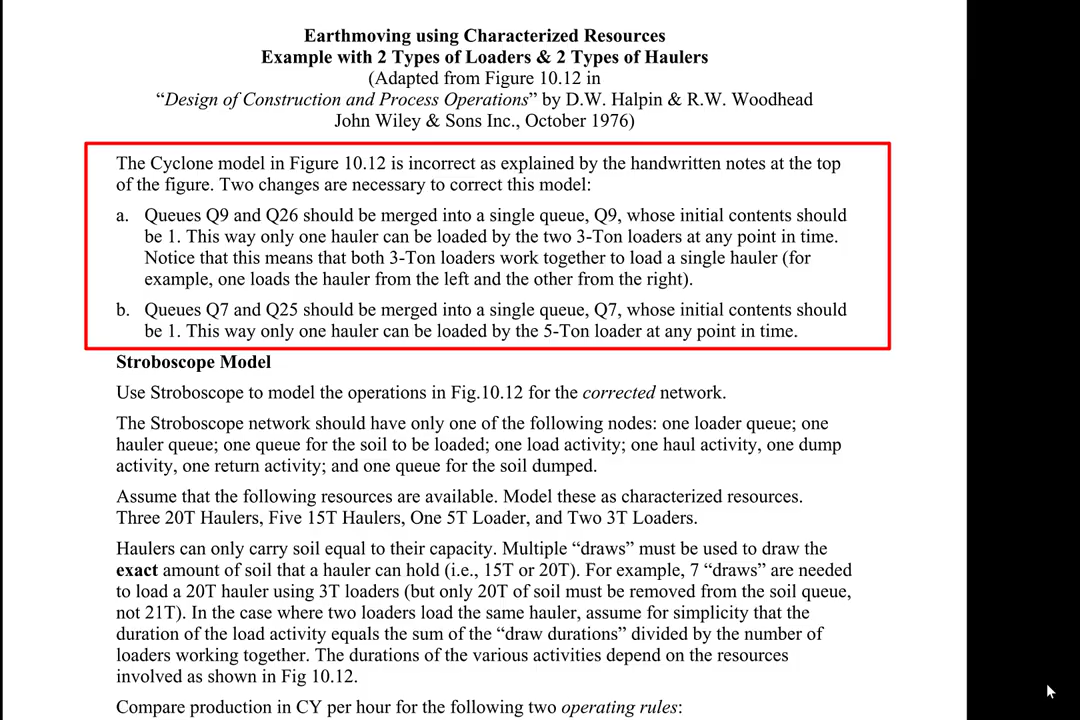 Earthmoving using Characterized Resources
Example with 2 Types of Loaders & 2 Types of Haulers
(Adapted from Figure 10.12 in
“Design of Construction and Process Operations” by D.W. Halpin & R.W. Woodhead
John Wiley & Sons Inc., October 1976)
The Cyclone model in Figure 10.12 is incorrect as explained by the handwritten notes at the top
of the figure. Two changes are necessary to correct this model:
a. Queues Q9 and Q26 should be merged into a single queue, Q9, whose initial contents should
be 1. This way only one hauler can be loaded by the two 3-Ton loaders at any point in time.
Notice that this means that both 3-Ton loaders work together to load a single hauler (for
example, one loads the hauler from the left and the other from the right).
b. Queues Q7 and Q25 should be merged into a single queue, Q7, whose initial contents should
be 1. This way only one hauler can be loaded by the 5-Ton loader at any point in time.
Stroboscope Model
Use Stroboscope to model the operations in Fig.10.12 for the corrected network.
The Stroboscope network should have only one of the following nodes: one loader queue; one
hauler queue; one queue for the soil to be loaded; one load activity; one haul activity, one dump
activity, one return activity; and one queue for the soil dumped.
Assume that the following resources are available. Model these as characterized resources.
Three 20T Haulers, Five 15T Haulers, One 5T Loader, and Two 3T Loaders.
Haulers can only carry soil equal to their capacity. Multiple “draws” must be used to draw the
exact amount of soil that a hauler can hold (i.e., 15T or 20T). For example, 7 “draws” are needed
to load a 20T hauler using 3T loaders (but only 20T of soil must be removed from the soil queue,
not 21T). In the case where two loaders load the same hauler, assume for simplicity that the
duration of the load activity equals the sum of the “draw durations” divided by the number of
loaders working together. The durations of the various activities depend on the resources
involved as shown in Fig 10.12.
Compare production in CY per hour for the following two operating rules: